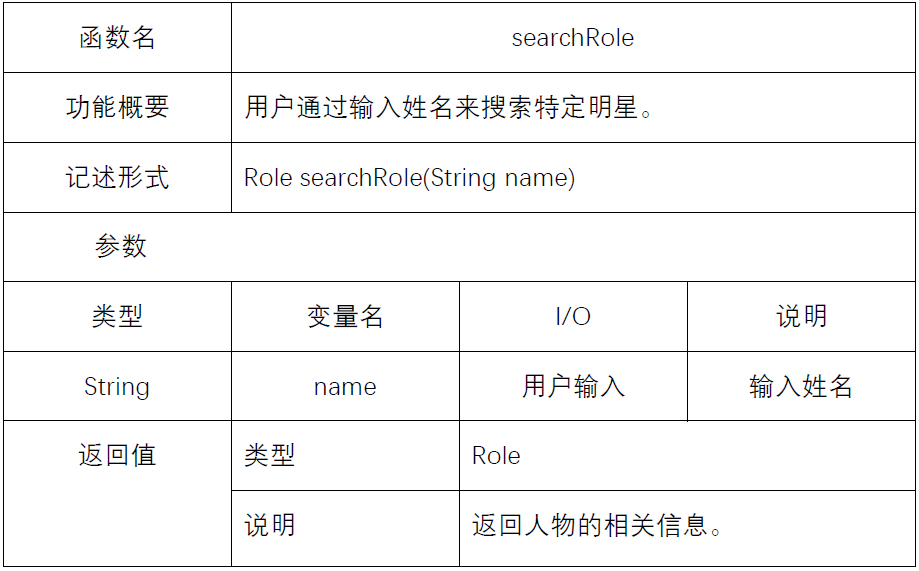 函数名 searchRole
功能概要 用户通过输入姓名来搜索特定明星。
记述形式 Role searchRole(String name)
参数
类型 变量名 I/O 说明
String name 用户输入 输入姓名
返回值 类型 Role
说明 返回人物的相关信息。